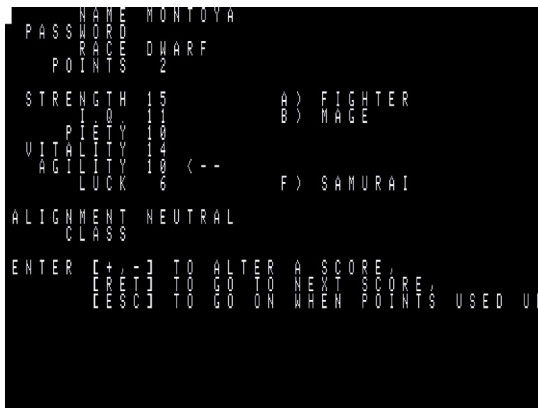 NAME MONTOYA
PASSWORD
RACE DWARF
POINTS 2
STRENGTH 15 A) FIGHTER
I.Q. 11 B) MAGE
PIETY 10
VITALITY 14
AGILITY 10 <--
LUCK 6 F) SAMURAI
ALIGNMENT NEUTRAL
CLASS
ENTER [+,-] TO ALTER A SCORE,
[RET] TO GO TO NEXT SCORE,
[ESC] TO GO ON WHEN POINTS USED U